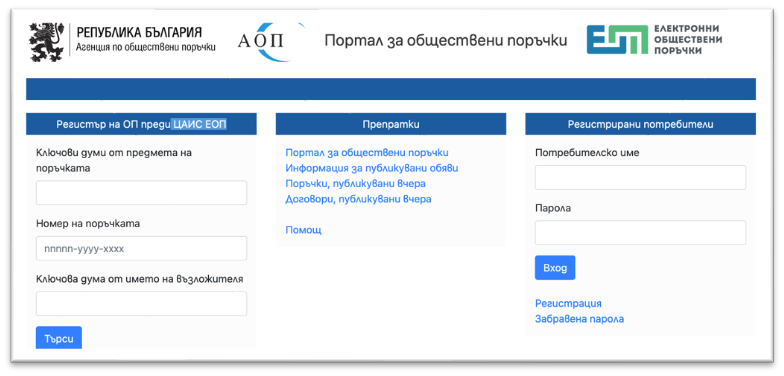 РЕПУБЛИКА БЪЛГАРИЯ
Агенция по обществени поръчки
АОП
Портал за обществени поръчки
ЕОП
ЕЛЕКТРОННИ
ОБЩЕСТВЕНИ
ПОРЪЧКИ
Регистър на ОП преди ЦАИС ЕОП
Ключови думи от предмета на
поръчката
Номер на поръчката
nnnnn-yyyy-xxxx
Ключова дума от името на възложителя
Търси
Препратки
Портал за обществени поръчки
Информация за публикувани обяви
Поръчки, публикувани вчера
Договори, публикувани вчера
Помощ
Регистрирани потребители
Потребителско име
Парола
Вход
Регистрация
Забравена парола